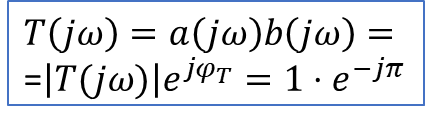 T(jω) = a(jω)b(jω) =
=|T(jω)|e^{jφ_T} = 1 · e^{−jπ}